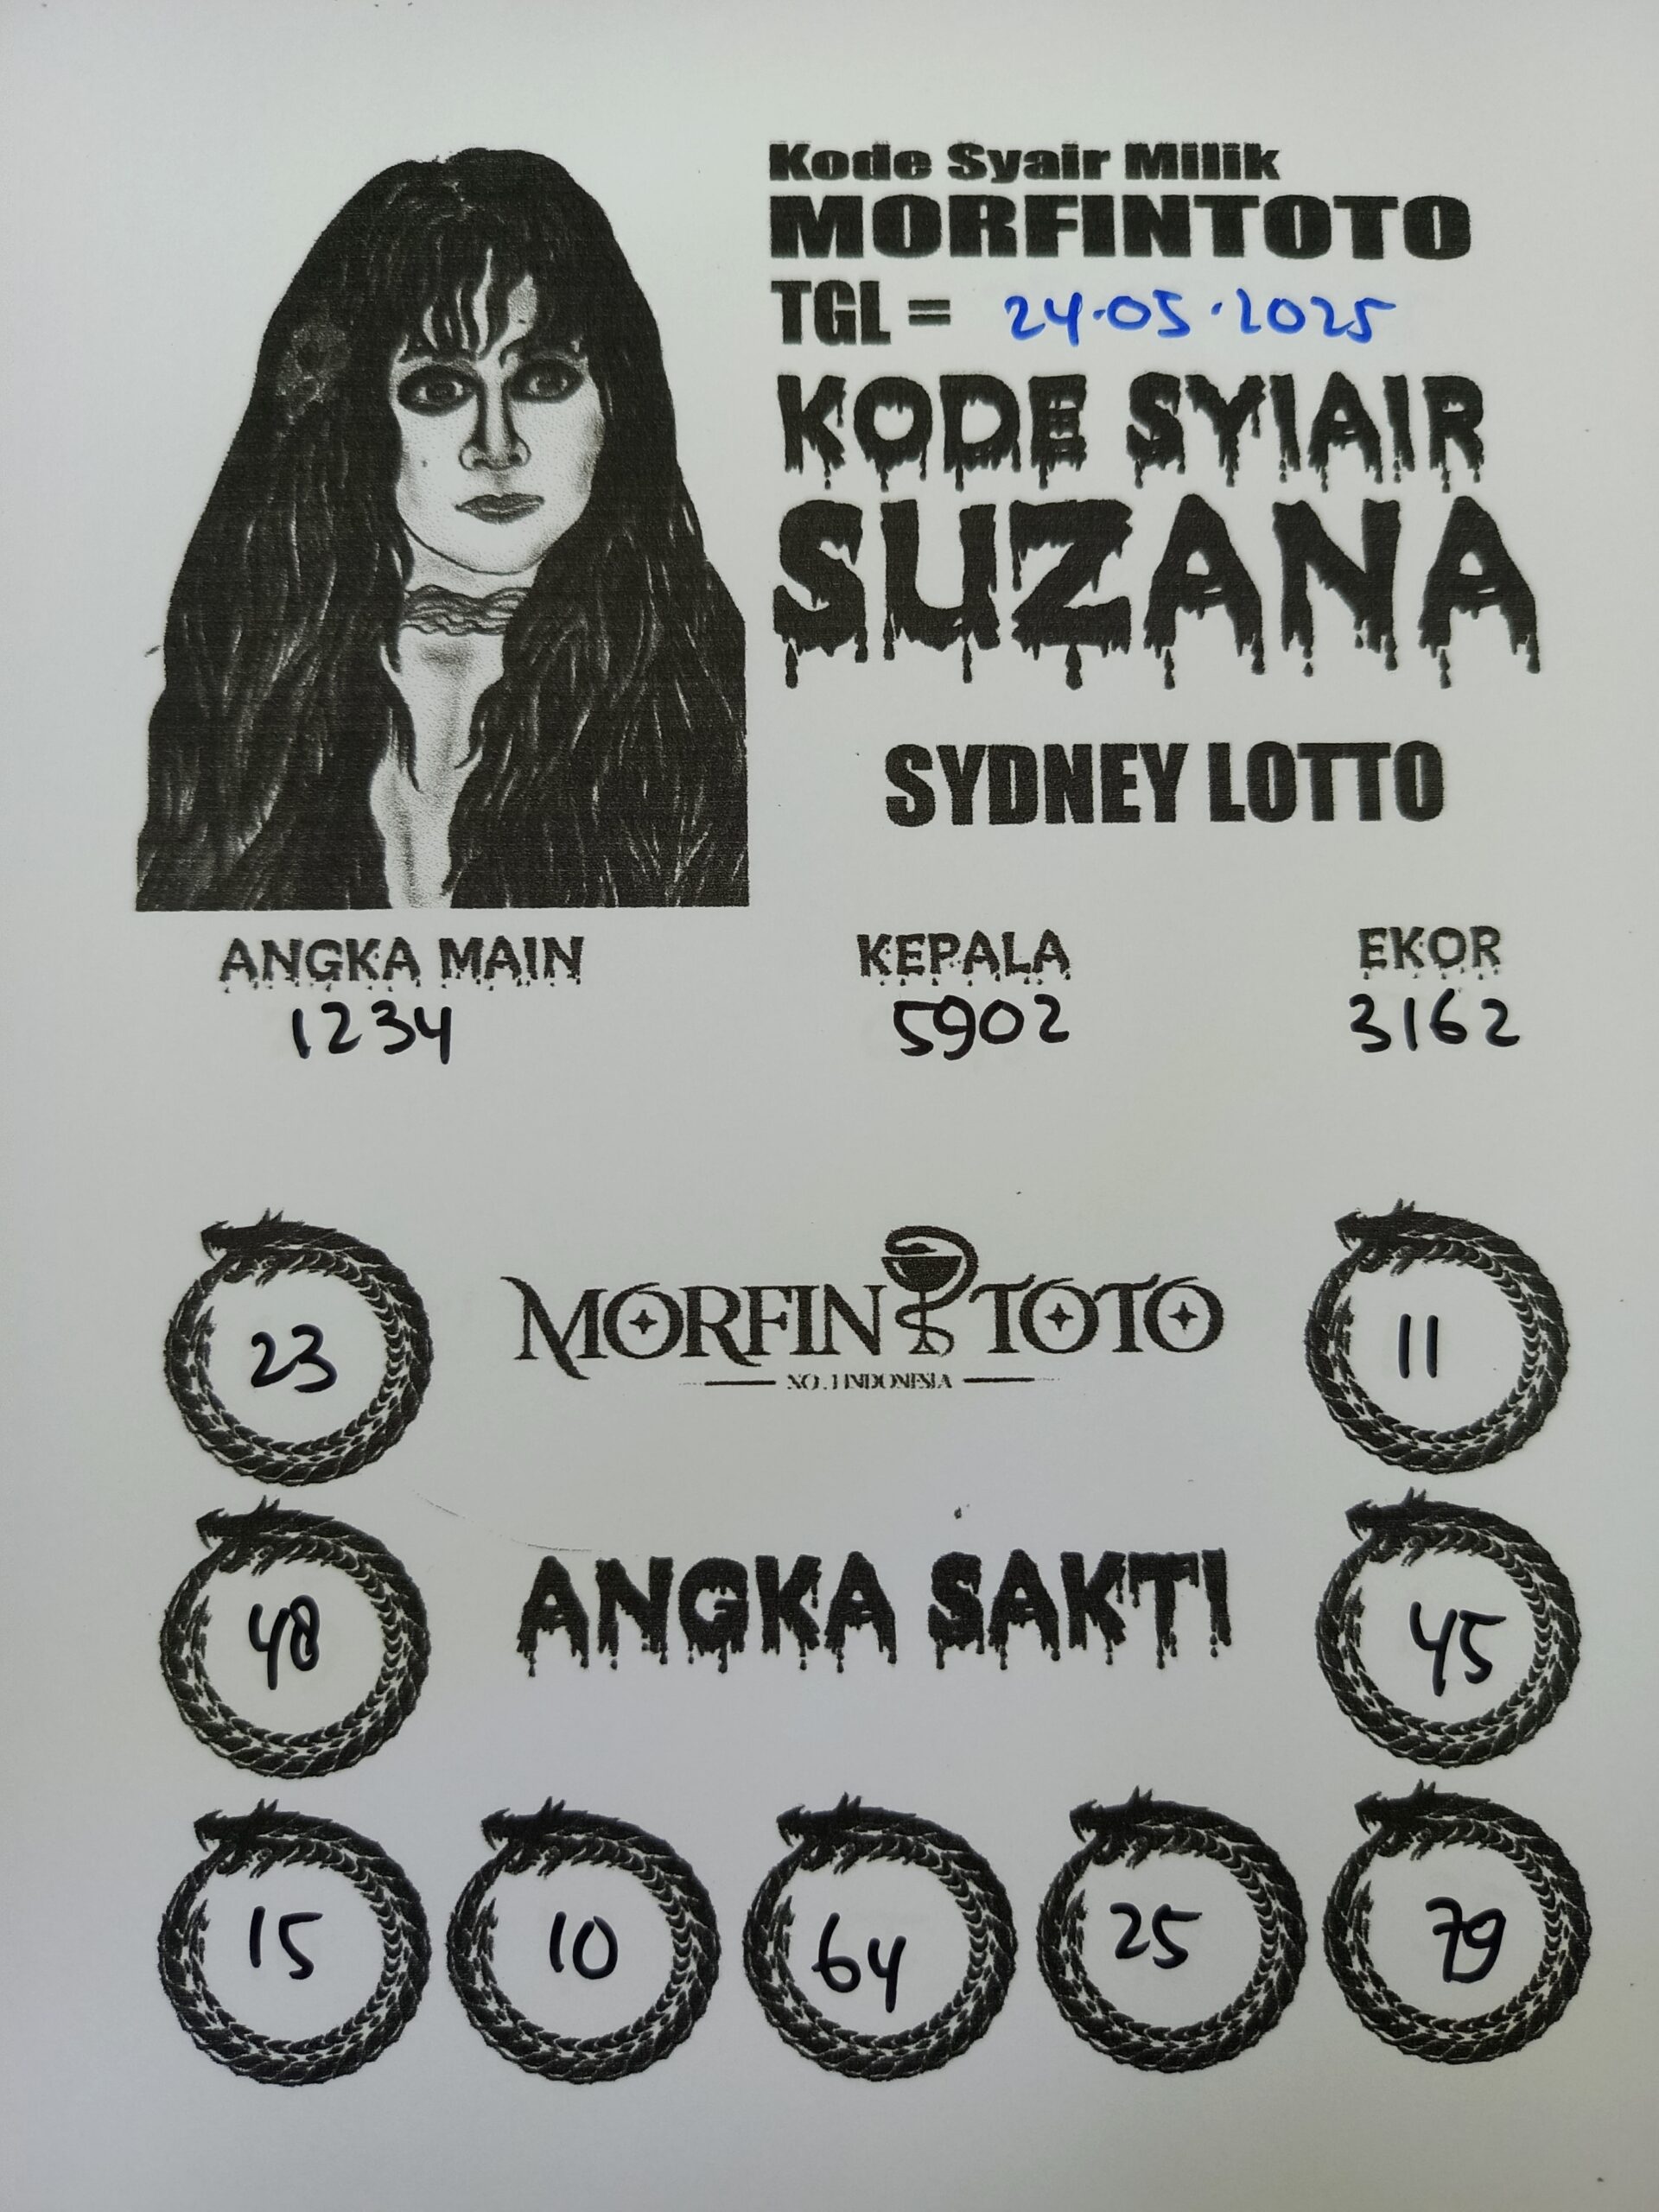 Kode Syair Milik
MORFINTOTO
TGL = 24.05.2025
KODE SYIAIR
SUZANA
SYDNEY LOTTO
ANGKA MAIN KEPALA EKOR
1234 5902 3162
23 MORFIN TOTO 11
NO.1 INDONESIA
48 ANGKA SAKTI 45
15 10 64 25 79